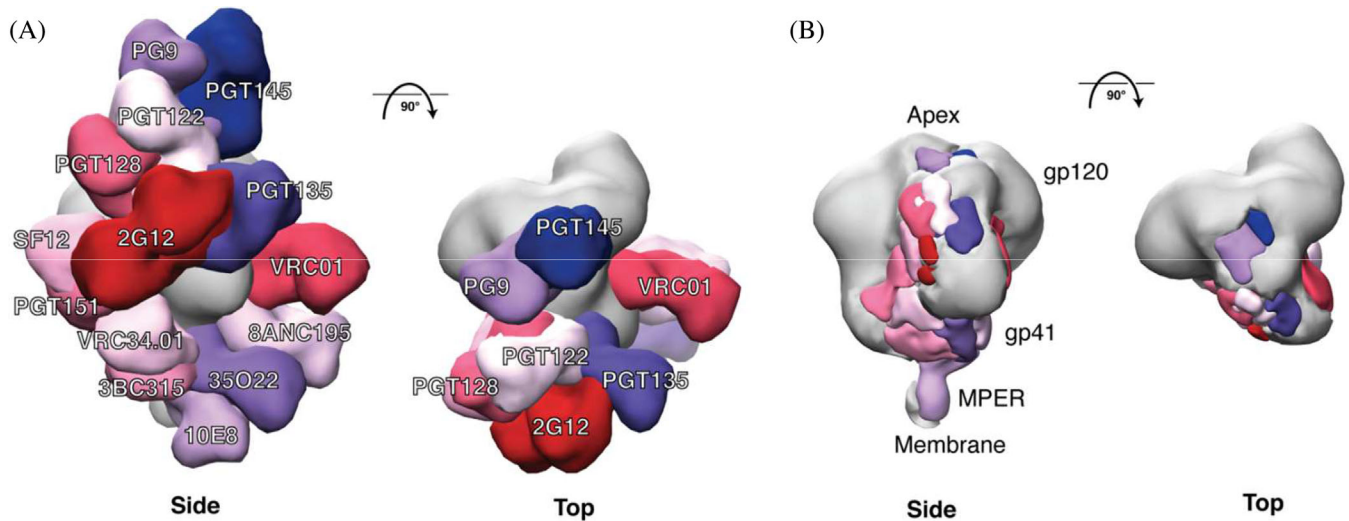 (A)
PG9
PGT145
PGT122
PGT128
PGT135
2G12
SF12
VRC01
PGT151
VRC34.01
8ANC195
3BC315
35O22
10E8
Side
90°
PGT145
PG9
VRC01
PGT122
PGT128
PGT135
2G12
Top
(B)
Apex
gp120
gp41
MPER
Membrane
Side
90°
Top